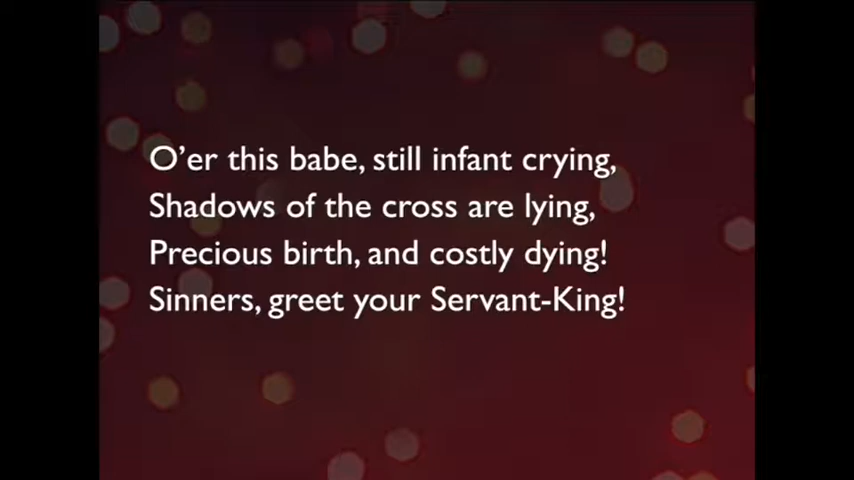 O'er this babe, still infant crying,
Shadows of the cross are lying,
Precious birth, and costly dying!
Sinners, greet your Servant-King!